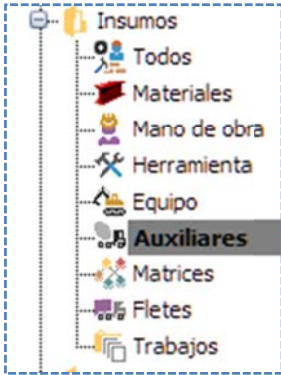 Insumos
Todos
Materiales
Mano de obra
Herramienta
Equipo
Auxiliares
Matrices
Fletes
Trabajos